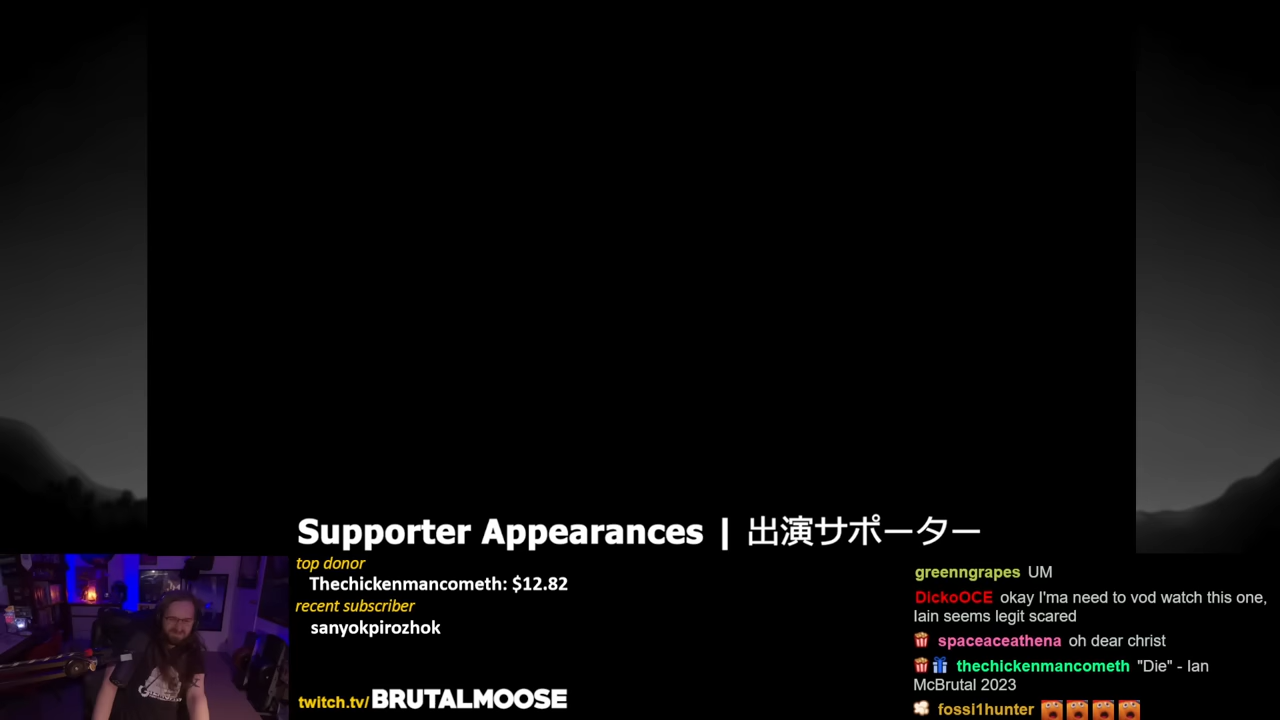 Supporter Appearances | 出演サポーター
top donor
Thechickenmancometh: $12.82
recent subscriber
sanyokpirozhok
twitch.tv/BRUTALMOOSE
greenngrapes UM
DickoOCE okay I'ma need to vod watch this one,
Iain seems legit scared
spaceaceathena oh dear christ
thechickenmancometh "Die" - Ian
McBrutal 2023
fossi1hunter